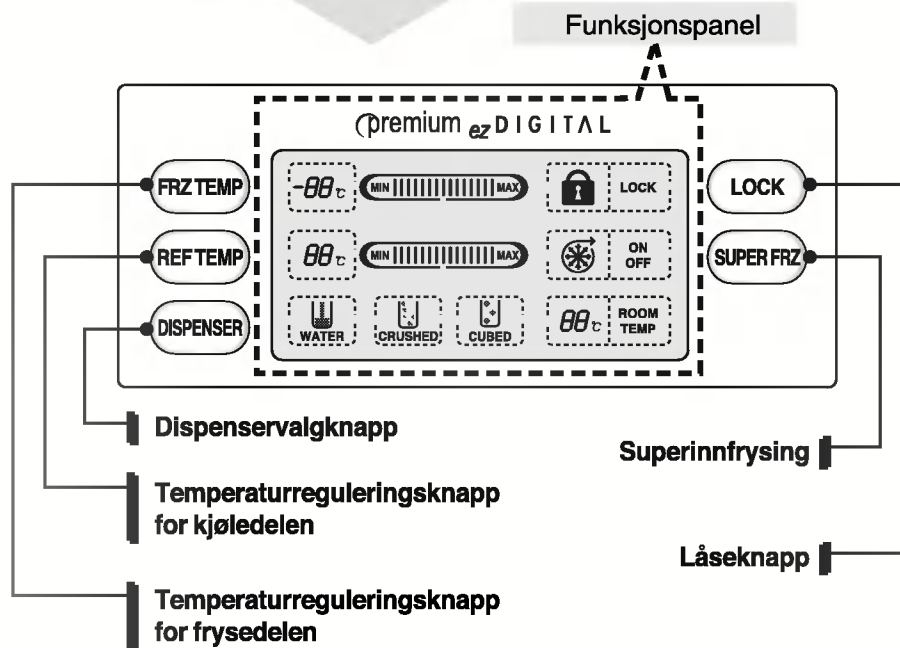 Funksjonspanel
premium ez DIGITAL
FRZ TEMP
-88 °C
MIN MAX
LOCK
LOCK
REF TEMP
88 °C
MIN MAX
ON
OFF
SUPER FRZ
DISPENSER
WATER
CRUSHED
CUBED
88 °C
ROOM
TEMP
Dispenservalgknapp
Superinnfrysing
Temperaturreguleringsknapp
for kjøledelen
Låseknapp
Temperaturreguleringsknapp
for frysedelen